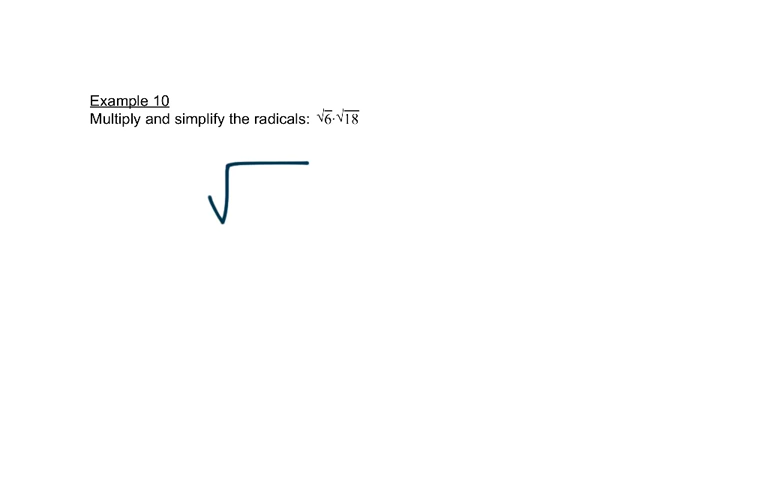 Example 10
Multiply and simplify the radicals: √6·√18
√